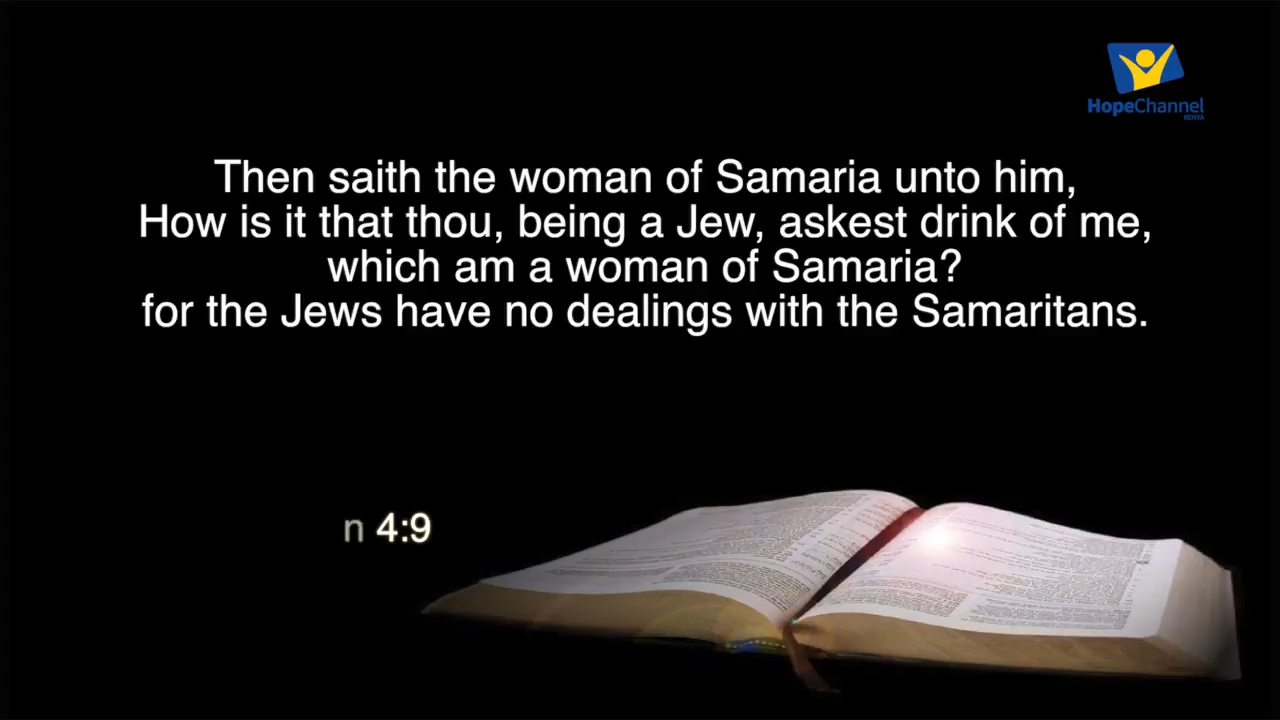 HopeChannel
KENYA
Then saith the woman of Samaria unto him,
How is it that thou, being a Jew, askest drink of me,
which am a woman of Samaria?
for the Jews have no dealings with the Samaritans.
n 4:9